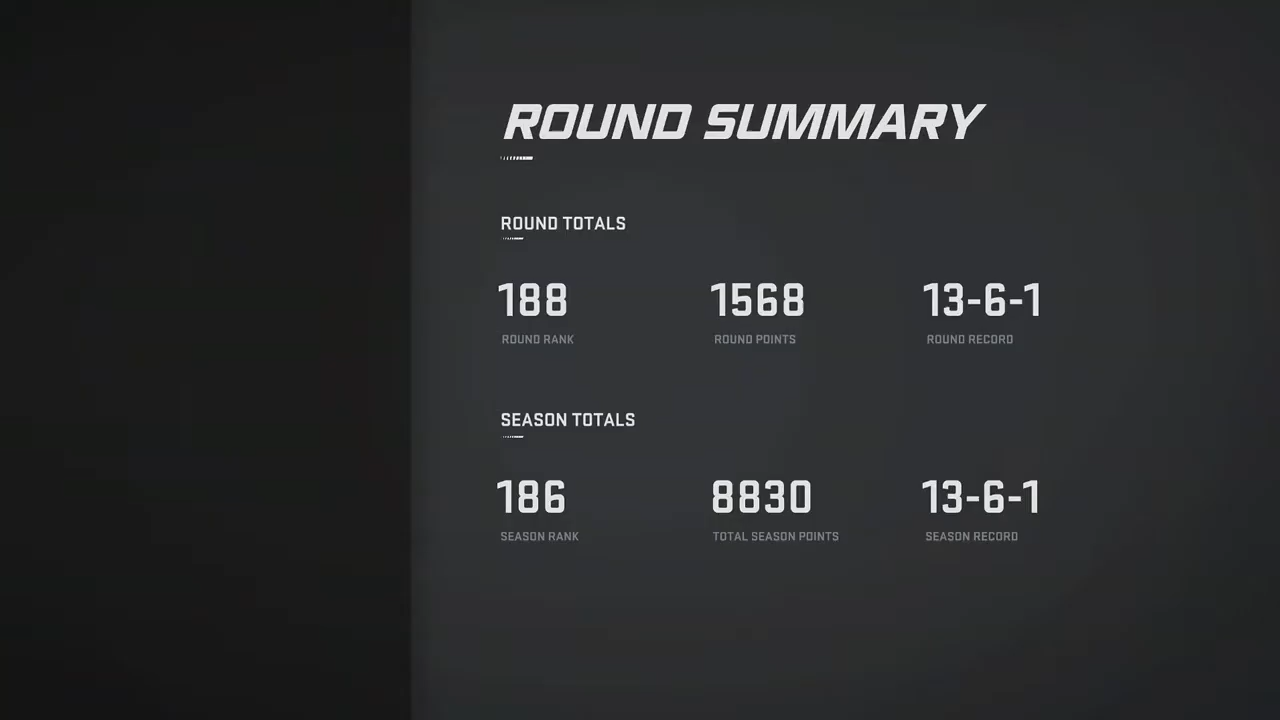 ROUND SUMMARY
ROUND TOTALS
188 1568 13-6-1
ROUND RANK ROUND POINTS ROUND RECORD
SEASON TOTALS
186 8830 13-6-1
SEASON RANK TOTAL SEASON POINTS SEASON RECORD